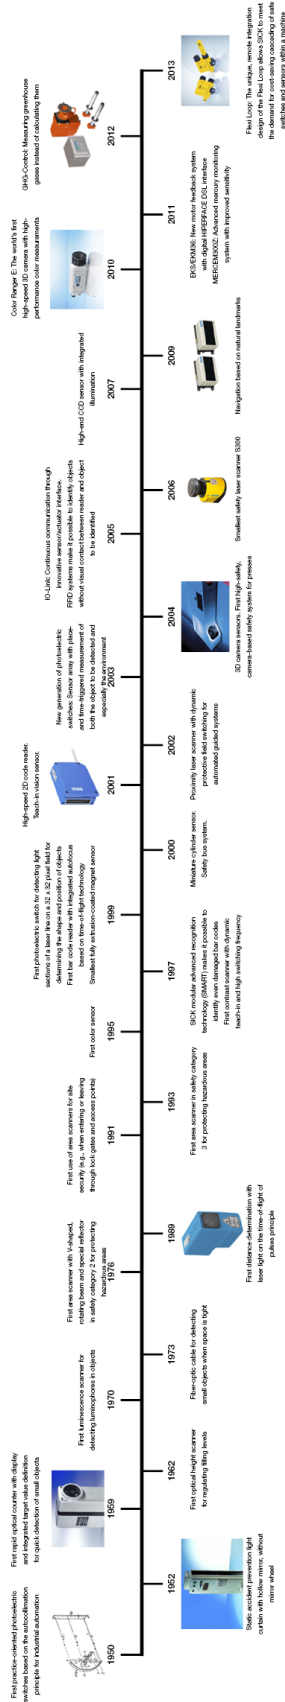 1950
First practice-oriented photoelectric
switches based on the autocollimation
principle for industrial automation
1952
Static accident prevention light
curtain with hollow mirror, without
mirror wheel
1959
First rapid optical counter with display
and integrated target value definition
for quick detection of small objects
1962
First optical height scanner
for regulating filling levels
1970
First luminescence scanner for
detecting luminophores in objects
1973
Fiber-optic cable for detecting
small objects when space is tight
1976
First area scanner with V-shaped,
rotating beam and special reflector
in safety category 2 for protecting
hazardous areas
1989
First distance determination with
laser light on the time-of-flight of
pulses principle
1991
First use of area scanners for site
security (e.g., when entering or leaving
through lock gates and access points)
1993
First area scanner in safety category
3 for protecting hazardous areas
1995
First color sensor
1997
SICK modular advanced recognition
technology (SMART) makes it possible to
identify even damaged bar codes
First contrast scanner with dynamic
teach-in and high switching frequency
1999
First photoelectric switch for detecting light
sections of a laser line on a 32 x 32 pixel field for
determining the shape and position of objects
First bar code reader with integrated autofocus
based on time-of-flight technology
Smallest fully extrusion-coated magnet sensor
2000
Miniature cylinder sensor.
Safety bus system.
2001
High-speed 2D code reader.
Teach-in vision sensor.
SICK
2002
Proximity laser scanner with dynamic
protective field switching for
automated guided systems
2003
New generation of photoelectric
switches: Sensor array with place-
and time-triggered measurement of
both the object to be detected and
especially the environment
2004
3D camera sensors. First high-safety,
camera-based safety system for presses
2005
IO-Link: Continuous communication through
innovative sensor/actuator interface.
RFID systems make it possible to identify objects
without visual contact between reader and object
to be identified
2006
Smallest safety laser scanner S300
2007
High-end CCD sensor with integrated
illumination
2009
Navigation based on natural landmarks
2010
Color Ranger E: The world's first
high-speed 3D camera with high-
performance color measurements
2011
EKS/EKM36: New motor feedback system
with digital HIPERFACE DSL interface
MERCEM300Z: Advanced mercury monitoring
system with improved sensitivity
2012
GHG-Control: Measuring greenhouse
gases instead of calculating them
2013
Flexi Loop: The unique, remote integration
design of the Flexi Loop allows SICK to meet
the demand for cost-saving cascading of safe
switches and sensors within a machine